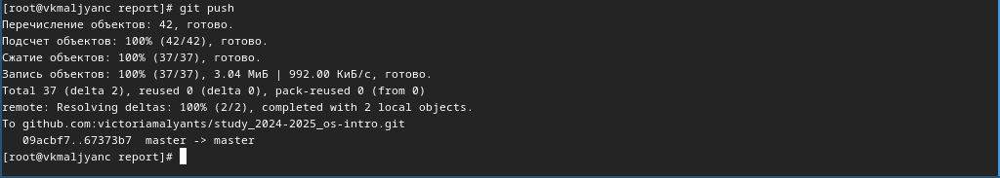 [root@vkmaljyanc report]# git push
Перечисление объектов: 42, готово.
Подсчет объектов: 100% (42/42), готово.
Сжатие объектов: 100% (37/37), готово.
Запись объектов: 100% (37/37), 3.04 МиБ | 992.00 КиБ/с, готово.
Total 37 (delta 2), reused 0 (delta 0), pack-reused 0 (from 0)
remote: Resolving deltas: 100% (2/2), completed with 2 local objects.
To github.com:victoriamalyants/study_2024-2025_os-intro.git
   09acbf7..67373b7  master -> master
[root@vkmaljyanc report]#